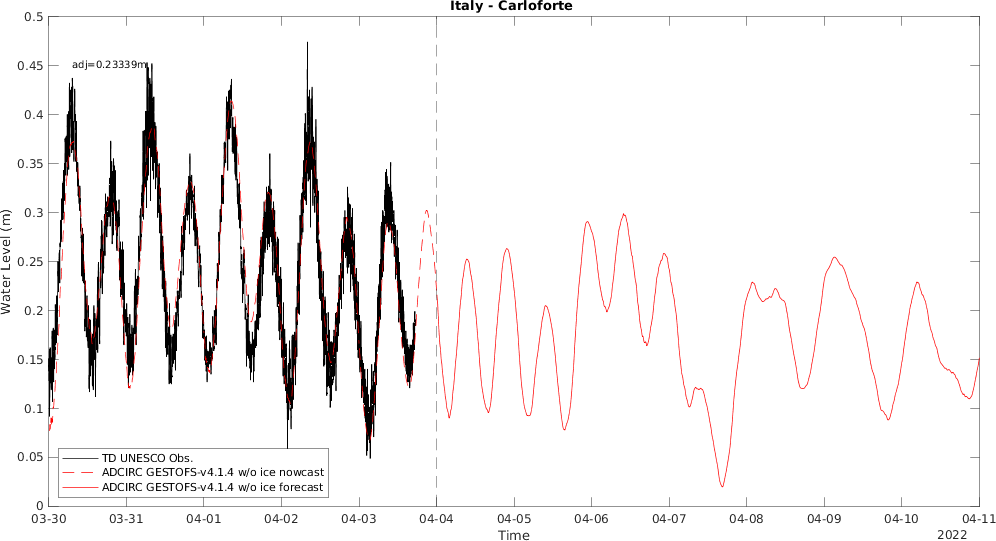 Italy - Carloforte
0.5
0.45
0.4
0.35
0.3
0.25
0.2
0.15
0.1
0.05
0
Water Level (m)
adj=0.23339m
TD UNESCO Obs.
ADCIRC GESTOFS-v4.1.4 w/o ice nowcast
ADCIRC GESTOFS-v4.1.4 w/o ice forecast
03-30 03-31 04-01 04-02 04-03 04-04 04-05 04-06 04-07 04-08 04-09 04-10 04-11
Time
2022